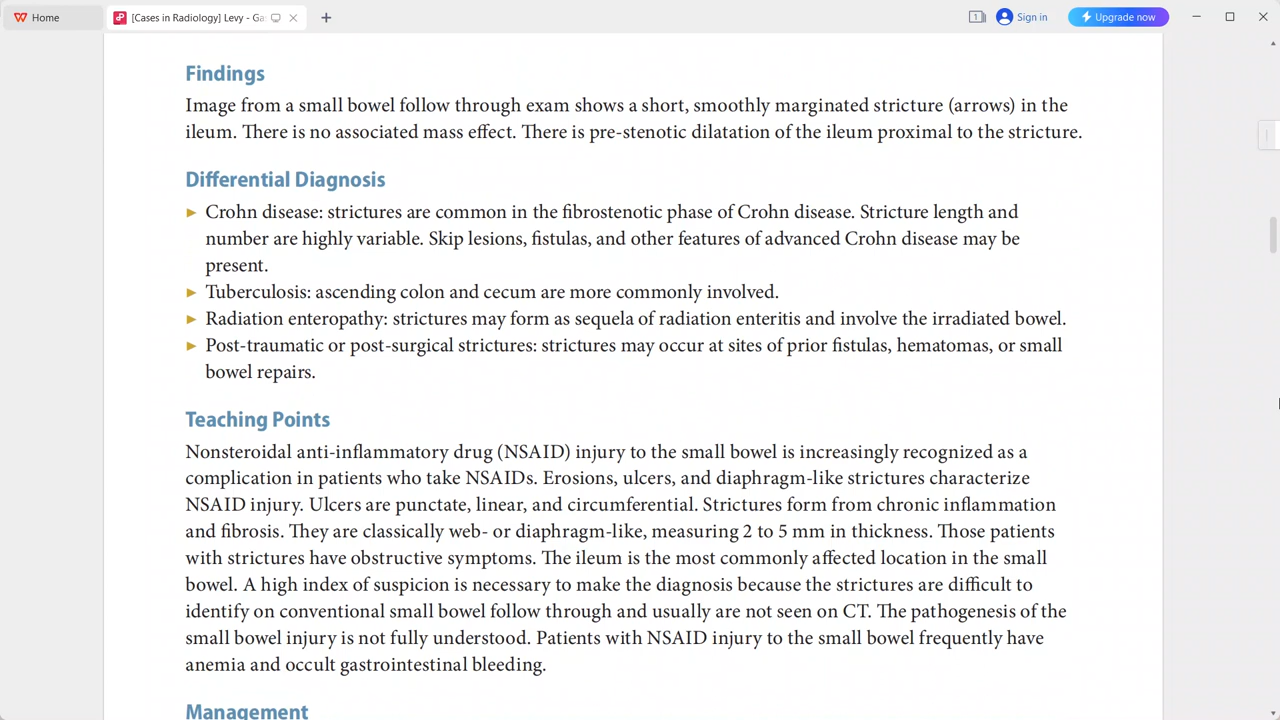 Home
[Cases in Radiology] Levy - Ga
1
Sign in
Upgrade now
Findings
Image from a small bowel follow through exam shows a short, smoothly marginated stricture (arrows) in the
ileum. There is no associated mass effect. There is pre-stenotic dilatation of the ileum proximal to the stricture.
Differential Diagnosis
► Crohn disease: strictures are common in the fibrostenotic phase of Crohn disease. Stricture length and
number are highly variable. Skip lesions, fistulas, and other features of advanced Crohn disease may be
present.
► Tuberculosis: ascending colon and cecum are more commonly involved.
► Radiation enteropathy: strictures may form as sequela of radiation enteritis and involve the irradiated bowel.
► Post-traumatic or post-surgical strictures: strictures may occur at sites of prior fistulas, hematomas, or small
bowel repairs.
Teaching Points
Nonsteroidal anti-inflammatory drug (NSAID) injury to the small bowel is increasingly recognized as a
complication in patients who take NSAIDs. Erosions, ulcers, and diaphragm-like strictures characterize
NSAID injury. Ulcers are punctate, linear, and circumferential. Strictures form from chronic inflammation
and fibrosis. They are classically web- or diaphragm-like, measuring 2 to 5 mm in thickness. Those patients
with strictures have obstructive symptoms. The ileum is the most commonly affected location in the small
bowel. A high index of suspicion is necessary to make the diagnosis because the strictures are difficult to
identify on conventional small bowel follow through and usually are not seen on CT. The pathogenesis of the
small bowel injury is not fully understood. Patients with NSAID injury to the small bowel frequently have
anemia and occult gastrointestinal bleeding.
Management